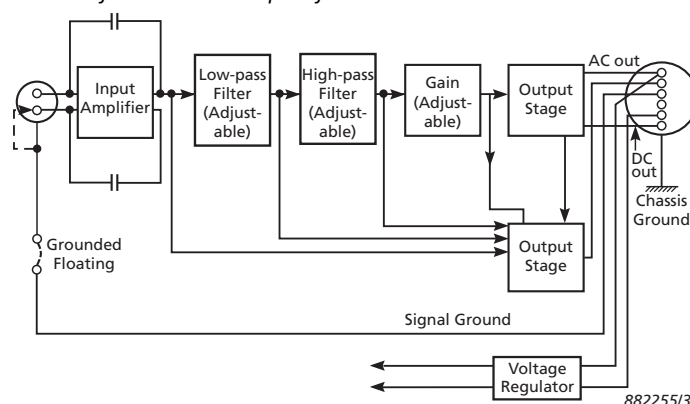 Input
Amplifier
Low-pass
Filter
(Adjust-
able)
High-pass
Filter
(Adjust-
able)
Gain
(Adjust-
able)
Output
Stage
AC out
DC
out
Chassis
Ground
Output
Stage
Grounded
Floating
Signal Ground
Voltage
Regulator
882255/3